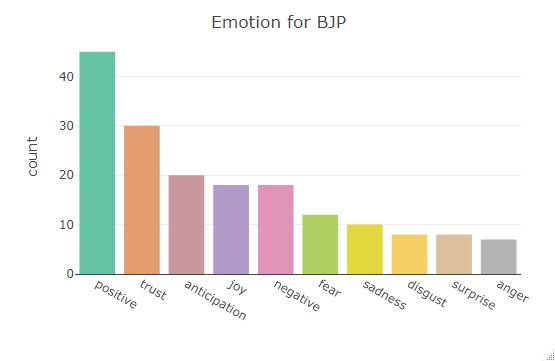 Emotion for BJP
count
40
30
20
10
0
positive
trust
anticipation
joy
negative
fear
sadness
disgust
surprise
anger